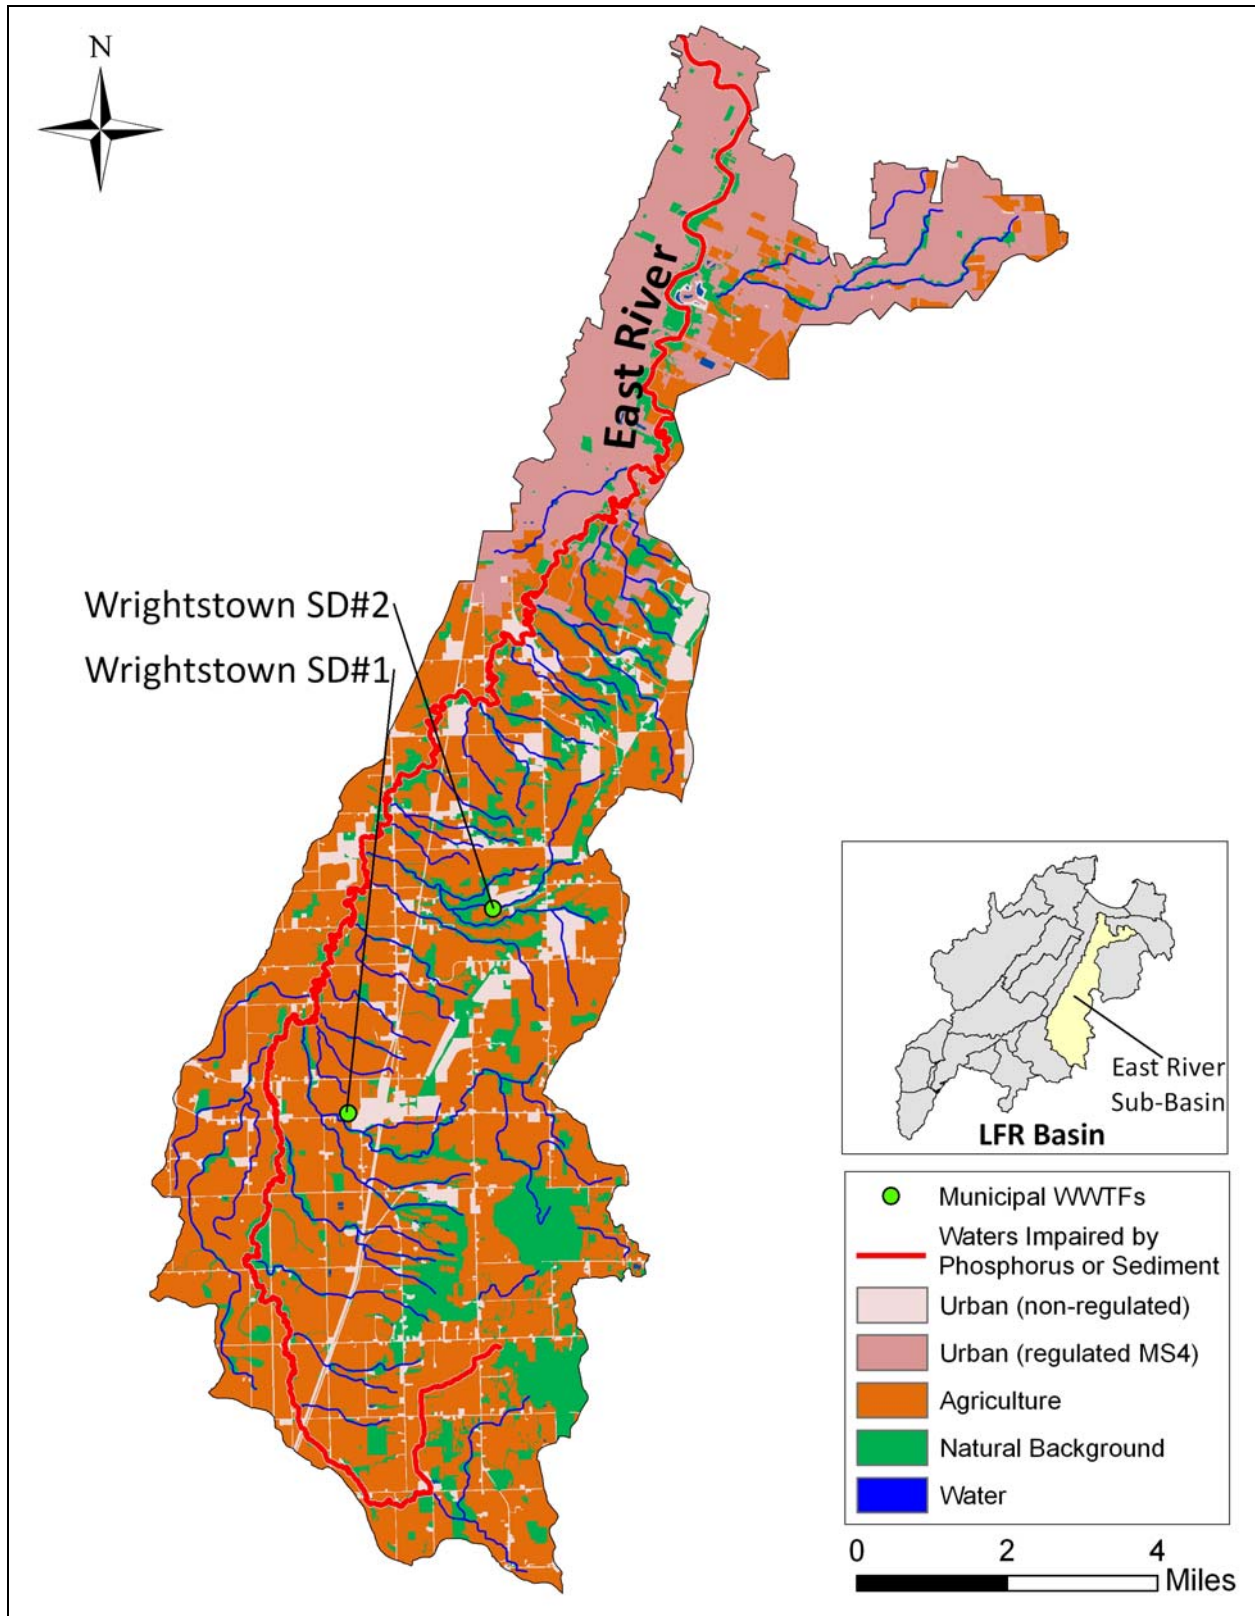 N
East River
Wrightstown SD#2
Wrightstown SD#1
East River
Sub-Basin
LFR Basin
Municipal WWTFs
Waters Impaired by
Phosphorus or Sediment
Urban (non-regulated)
Urban (regulated MS4)
Agriculture
Natural Background
Water
0 2 4
Miles